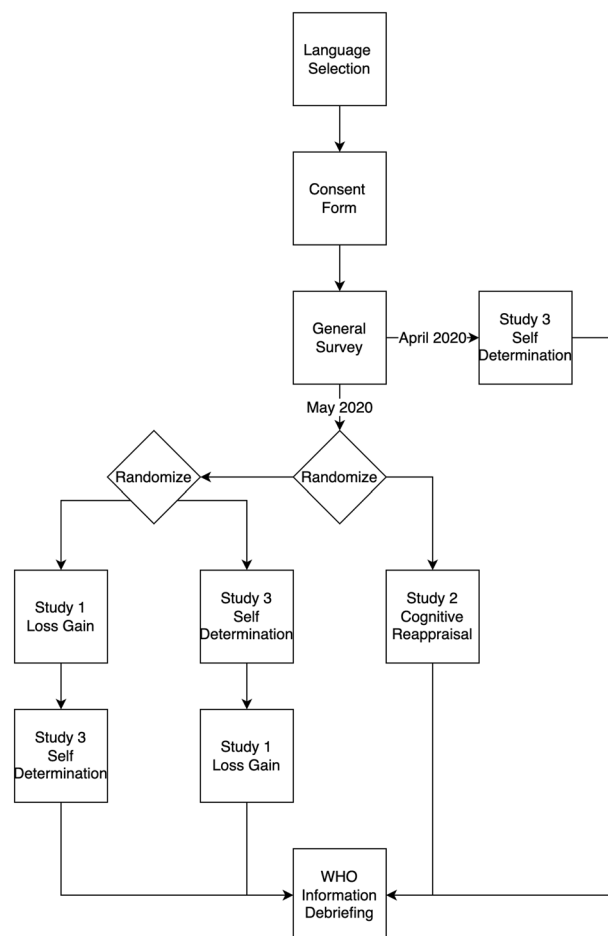 Language
Selection
Consent
Form
General
Survey
April 2020
Study 3
Self
Determination
May 2020
Randomize
Randomize
Study 1
Loss Gain
Study 3
Self
Determination
Study 2
Cognitive
Reappraisal
Study 3
Self
Determination
Study 1
Loss Gain
WHO
Information
Debriefing